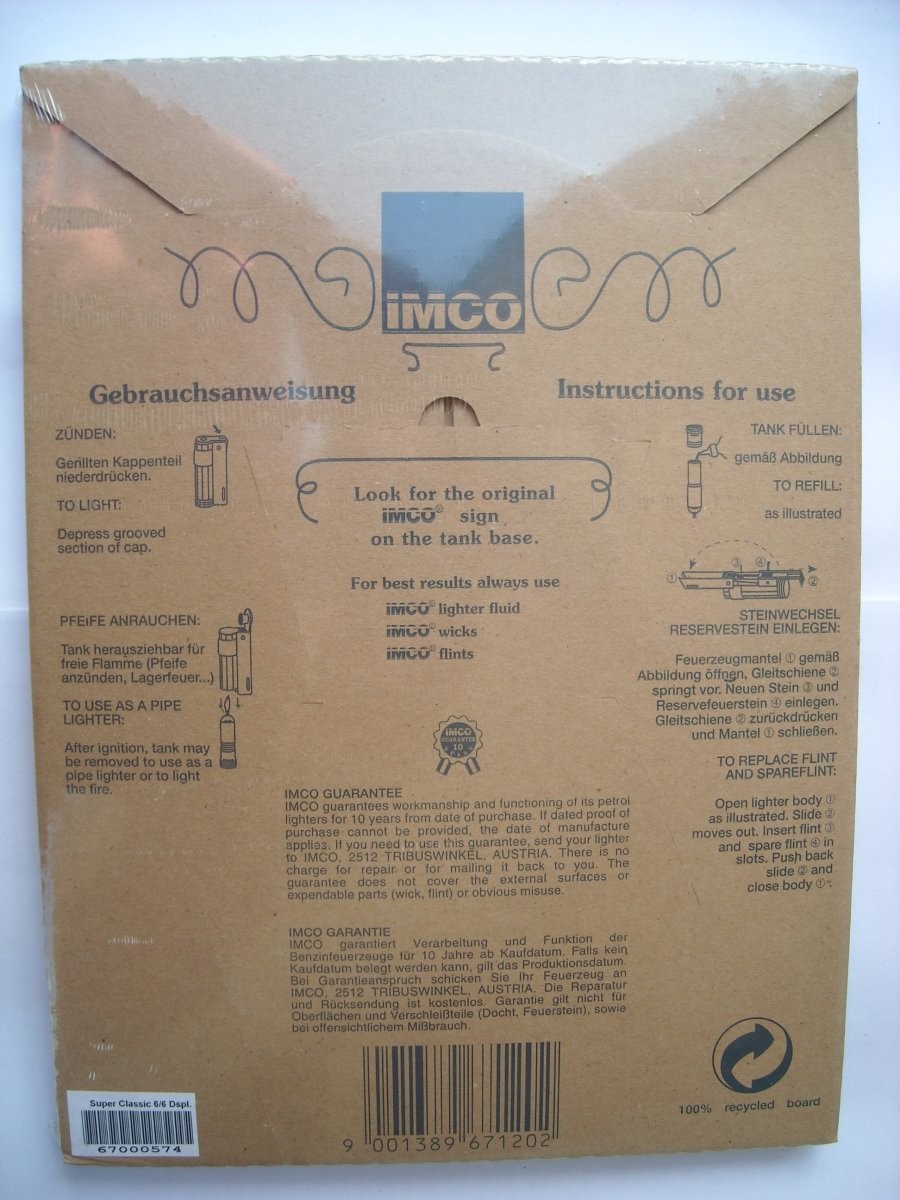 IMCO
Gebrauchsanweisung
Instructions for use
ZÜNDEN:
Gerillten Kappenteil
niederdrücken.
TO LIGHT:
Depress grooved
section of cap.
PFEIFE ANRAUCHEN:
Tank herausziehbar für
freie Flamme (Pfeife
anzünden, Lagerfeuer...)
TO USE AS A PIPE
LIGHTER:
After ignition, tank may
be removed to use as a
pipe lighter or to light
the fire.
Look for the original
IMCO® sign
on the tank base.
For best results always use
IMCO® lighter fluid
IMCO® wicks
IMCO® flints
TANK FÜLLEN:
gemäß Abbildung
TO REFILL:
as illustrated
① ③ ④ ②
STEINWECHSEL
RESERVESTEIN EINLEGEN:
Feuerzeugmantel ① gemäß
Abbildung öffnen, Gleitschiene ②
springt vor. Neuen Stein ③ und
Reservefeuerstein ④ einlegen.
Gleitschiene ② zurückdrücken
und Mantel ① schließen.
TO REPLACE FLINT
AND SPAREFLINT:
Open lighter body ①
as illustrated. Slide ②
moves out. Insert flint ③
and spare flint ④ in
slots. Push back
slide ② and
close body ①.
IMCO
GUARANTEE
10
IMCO GUARANTEE
IMCO guarantees workmanship and functioning of its petrol
lighters for 10 years from date of purchase. If dated proof of
purchase cannot be provided, the date of manufacture
applies. If you need to use this guarantee, send your lighter
to IMCO, 2512 TRIBUSWINKEL, AUSTRIA. There is no
charge for repair or for mailing it back to you. The
guarantee does not cover the external surfaces or
expendable parts (wick, flint) or obvious misuse.
IMCO GARANTIE
IMCO garantiert Verarbeitung und Funktion der
Benzinfeuerzeuge für 10 Jahre ab Kaufdatum. Falls kein
Kaufdatum belegt werden kann, gilt das Produktionsdatum.
Bei Garantieanspruch schicken Sie Ihr Feuerzeug an
IMCO, 2512 TRIBUSWINKEL, AUSTRIA. Die Reparatur
und Rücksendung ist kostenlos. Garantie gilt nicht für
Oberflächen und Verschleißteile (Docht, Feuerstein), sowie
bei offensichtlichem Mißbrauch.
Super Classic 6/6 Dspl.
67000574
9 001389 671202
100% recycled board